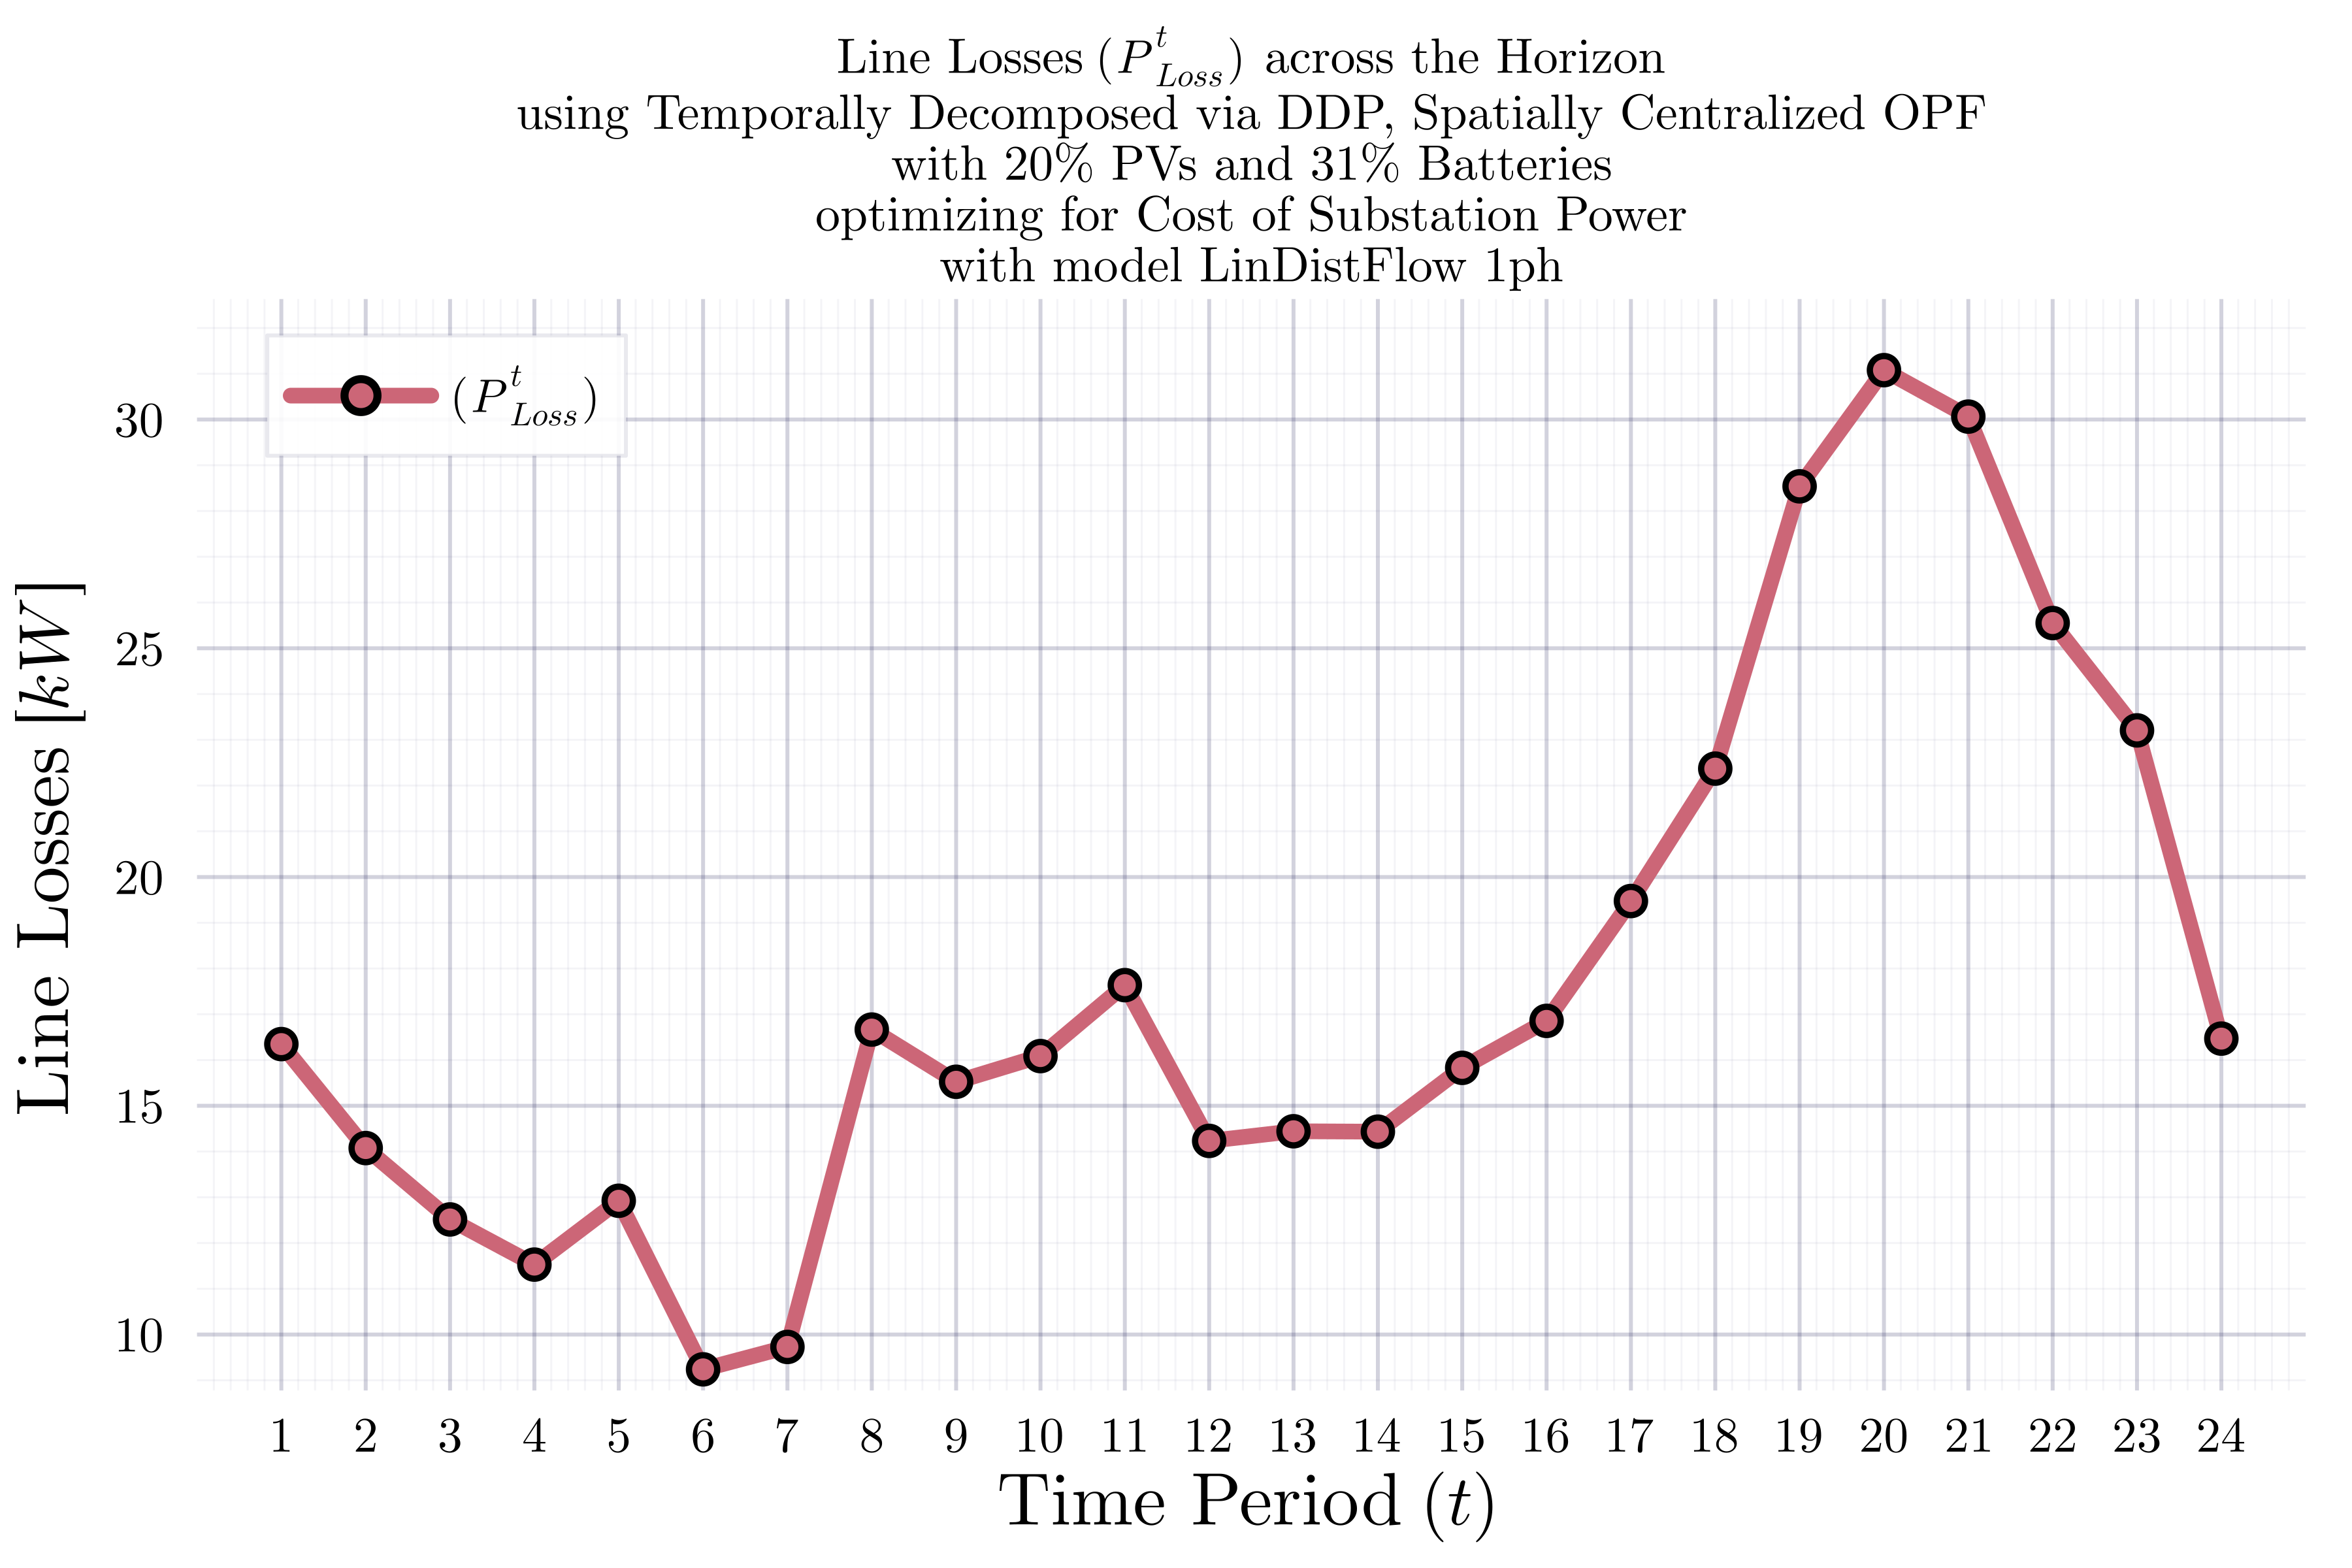 Line Losses (P^t_Loss) across the Horizon
using Temporally Decomposed via DDP, Spatially Centralized OPF
with 20% PVs and 31% Batteries
optimizing for Cost of Substation Power
with model LinDistFlow 1ph
(P^t_Loss)
30
25
20
15
10
Line Losses [kW]
1 2 3 4 5 6 7 8 9 10 11 12 13 14 15 16 17 18 19 20 21 22 23 24
Time Period (t)